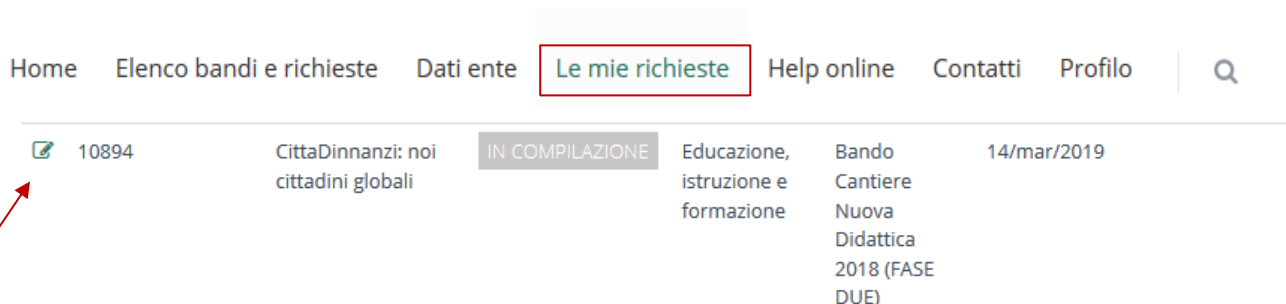 Home Elenco bandi e richieste Dati ente Le mie richieste Help online Contatti Profilo
10894 CittaDinnanzi: noi IN COMPILAZIONE Educazione, Bando 14/mar/2019
cittadini globali istruzione e Cantiere
formazione Nuova
Didattica
2018 (FASE
DUE)